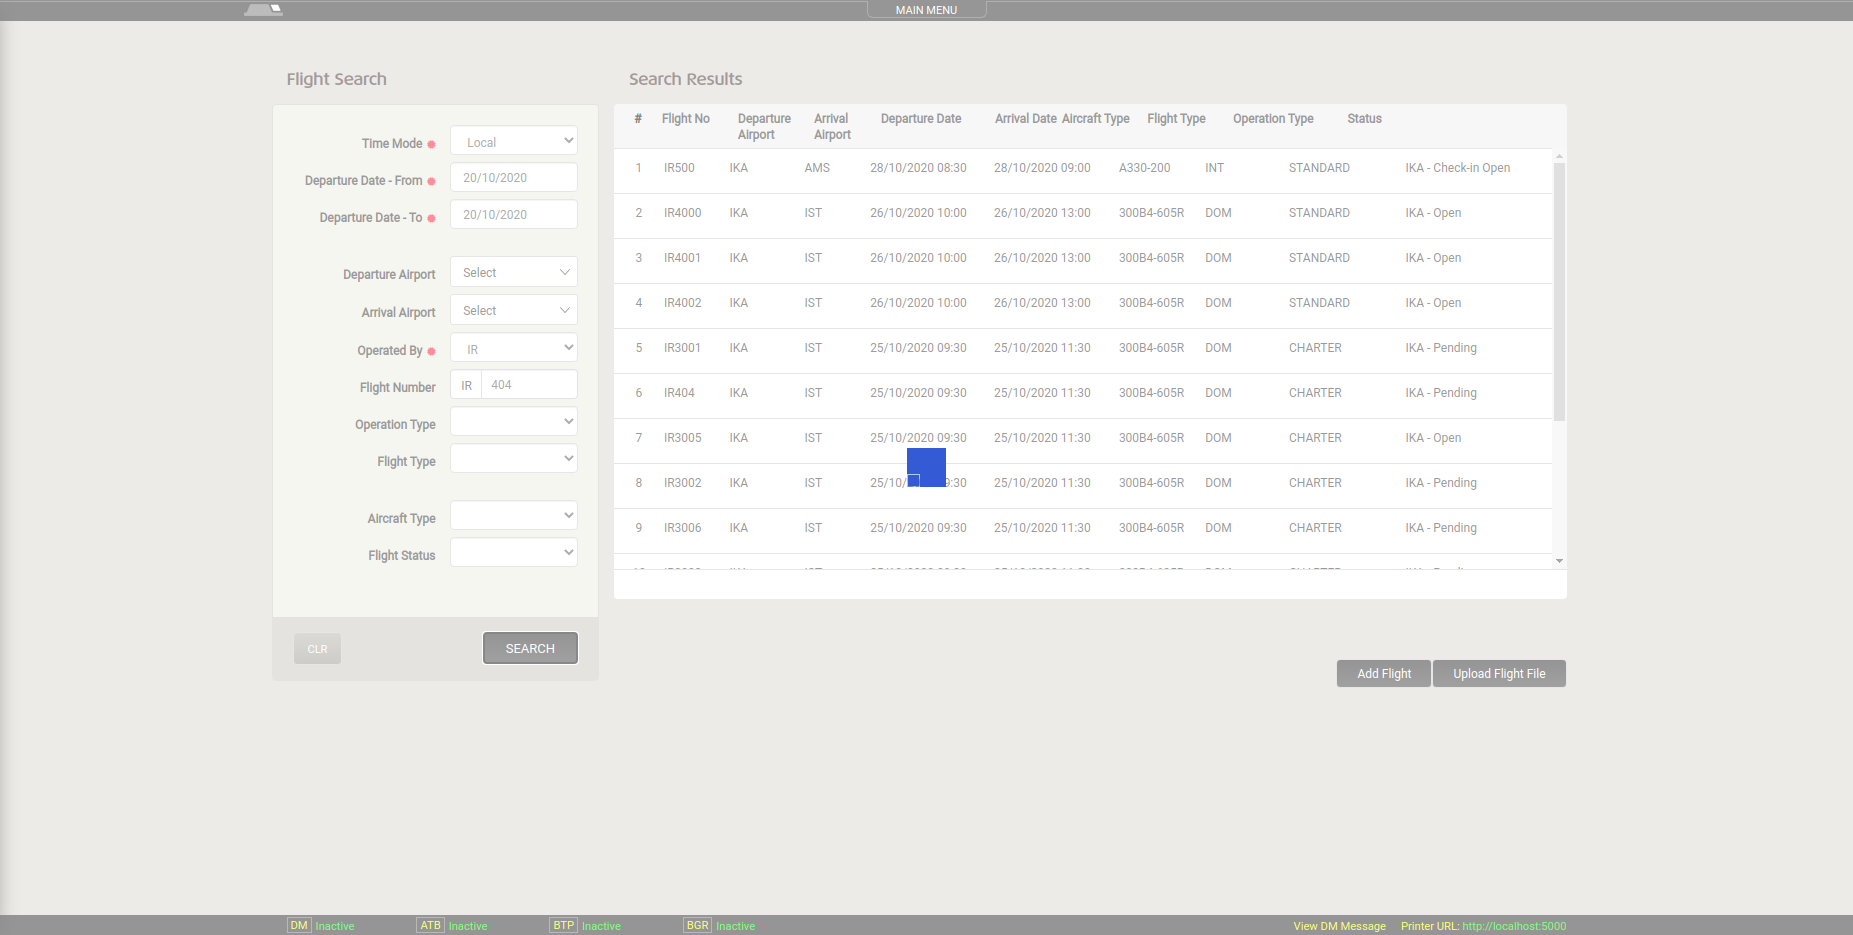 MAIN MENU
Flight Search
Time Mode Local
Departure Date - From 20/10/2020
Departure Date - To 20/10/2020
Departure Airport Select
Arrival Airport Select
Operated By IR
Flight Number IR 404
Operation Type
Flight Type
Aircraft Type
Flight Status
CLR SEARCH
Search Results
# Flight No Departure Airport Arrival Airport Departure Date Arrival Date Aircraft Type Flight Type Operation Type Status
1 IR500 IKA AMS 28/10/2020 08:30 28/10/2020 09:00 A330-200 INT STANDARD IKA - Check-in Open
2 IR4000 IKA IST 26/10/2020 10:00 26/10/2020 13:00 300B4-605R DOM STANDARD IKA - Open
3 IR4001 IKA IST 26/10/2020 10:00 26/10/2020 13:00 300B4-605R DOM STANDARD IKA - Open
4 IR4002 IKA IST 26/10/2020 10:00 26/10/2020 13:00 300B4-605R DOM STANDARD IKA - Open
5 IR3001 IKA IST 25/10/2020 09:30 25/10/2020 11:30 300B4-605R DOM CHARTER IKA - Pending
6 IR404 IKA IST 25/10/2020 09:30 25/10/2020 11:30 300B4-605R DOM CHARTER IKA - Pending
7 IR3005 IKA IST 25/10/2020 09:30 25/10/2020 11:30 300B4-605R DOM CHARTER IKA - Open
8 IR3002 IKA IST 25/10/ 9:30 25/10/2020 11:30 300B4-605R DOM CHARTER IKA - Pending
9 IR3006 IKA IST 25/10/2020 09:30 25/10/2020 11:30 300B4-605R DOM CHARTER IKA - Pending
Add Flight Upload Flight File
DM Inactive ATB Inactive BTP Inactive BGR Inactive View DM Message Printer URL: http://localhost:5000